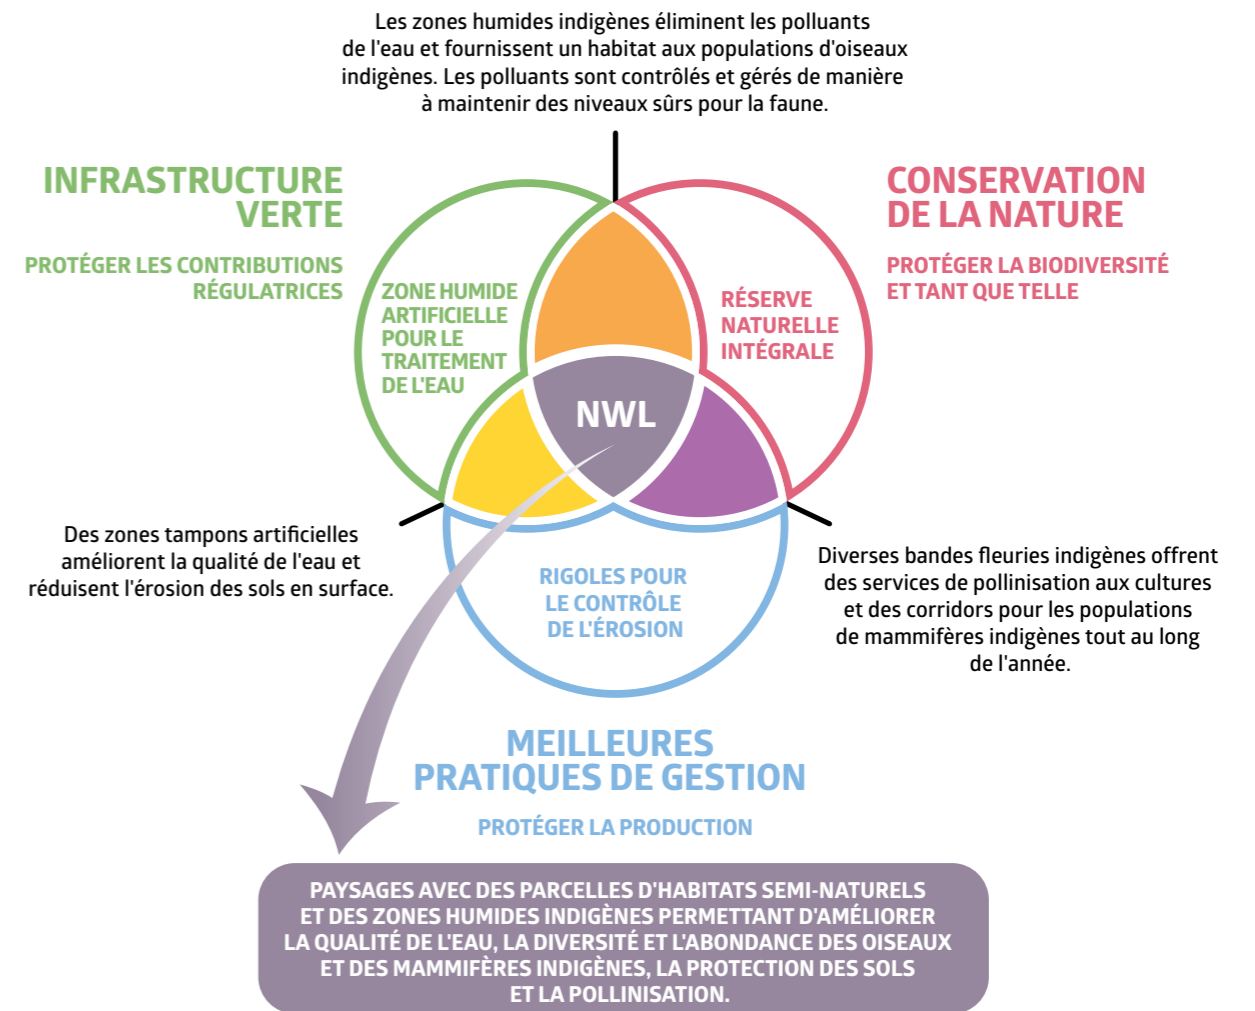 Les zones humides indigènes éliminent les polluants
de l'eau et fournissent un habitat aux populations d'oiseaux
indigènes. Les polluants sont contrôlés et gérés de manière
à maintenir des niveaux sûrs pour la faune.
INFRASTRUCTURE
VERTE
PROTÉGER LES CONTRIBUTIONS
RÉGULATRICES
CONSERVATION
DE LA NATURE
PROTÉGER LA BIODIVERSITÉ
ET TANT QUE TELLE
ZONE HUMIDE
ARTIFICIELLE
POUR LE
TRAITEMENT
DE L'EAU
RÉSERVE
NATURELLE
INTÉGRALE
NWL
Des zones tampons artificielles
améliorent la qualité de l'eau et
réduisent l'érosion des sols en surface.
RIGOLES POUR
LE CONTRÔLE
DE L'ÉROSION
Diverses bandes fleuries indigènes offrent
des services de pollinisation aux cultures
et des corridors pour les populations
de mammifères indigènes tout au long
de l'année.
MEILLEURES
PRATIQUES DE GESTION
PROTÉGER LA PRODUCTION
PAYSAGES AVEC DES PARCELLES D'HABITATS SEMI-NATURELS
ET DES ZONES HUMIDES INDIGÈNES PERMETTANT D'AMÉLIORER
LA QUALITÉ DE L'EAU, LA DIVERSITÉ ET L'ABONDANCE DES OISEAUX
ET DES MAMMIFÈRES INDIGÈNES, LA PROTECTION DES SOLS
ET LA POLLINISATION.